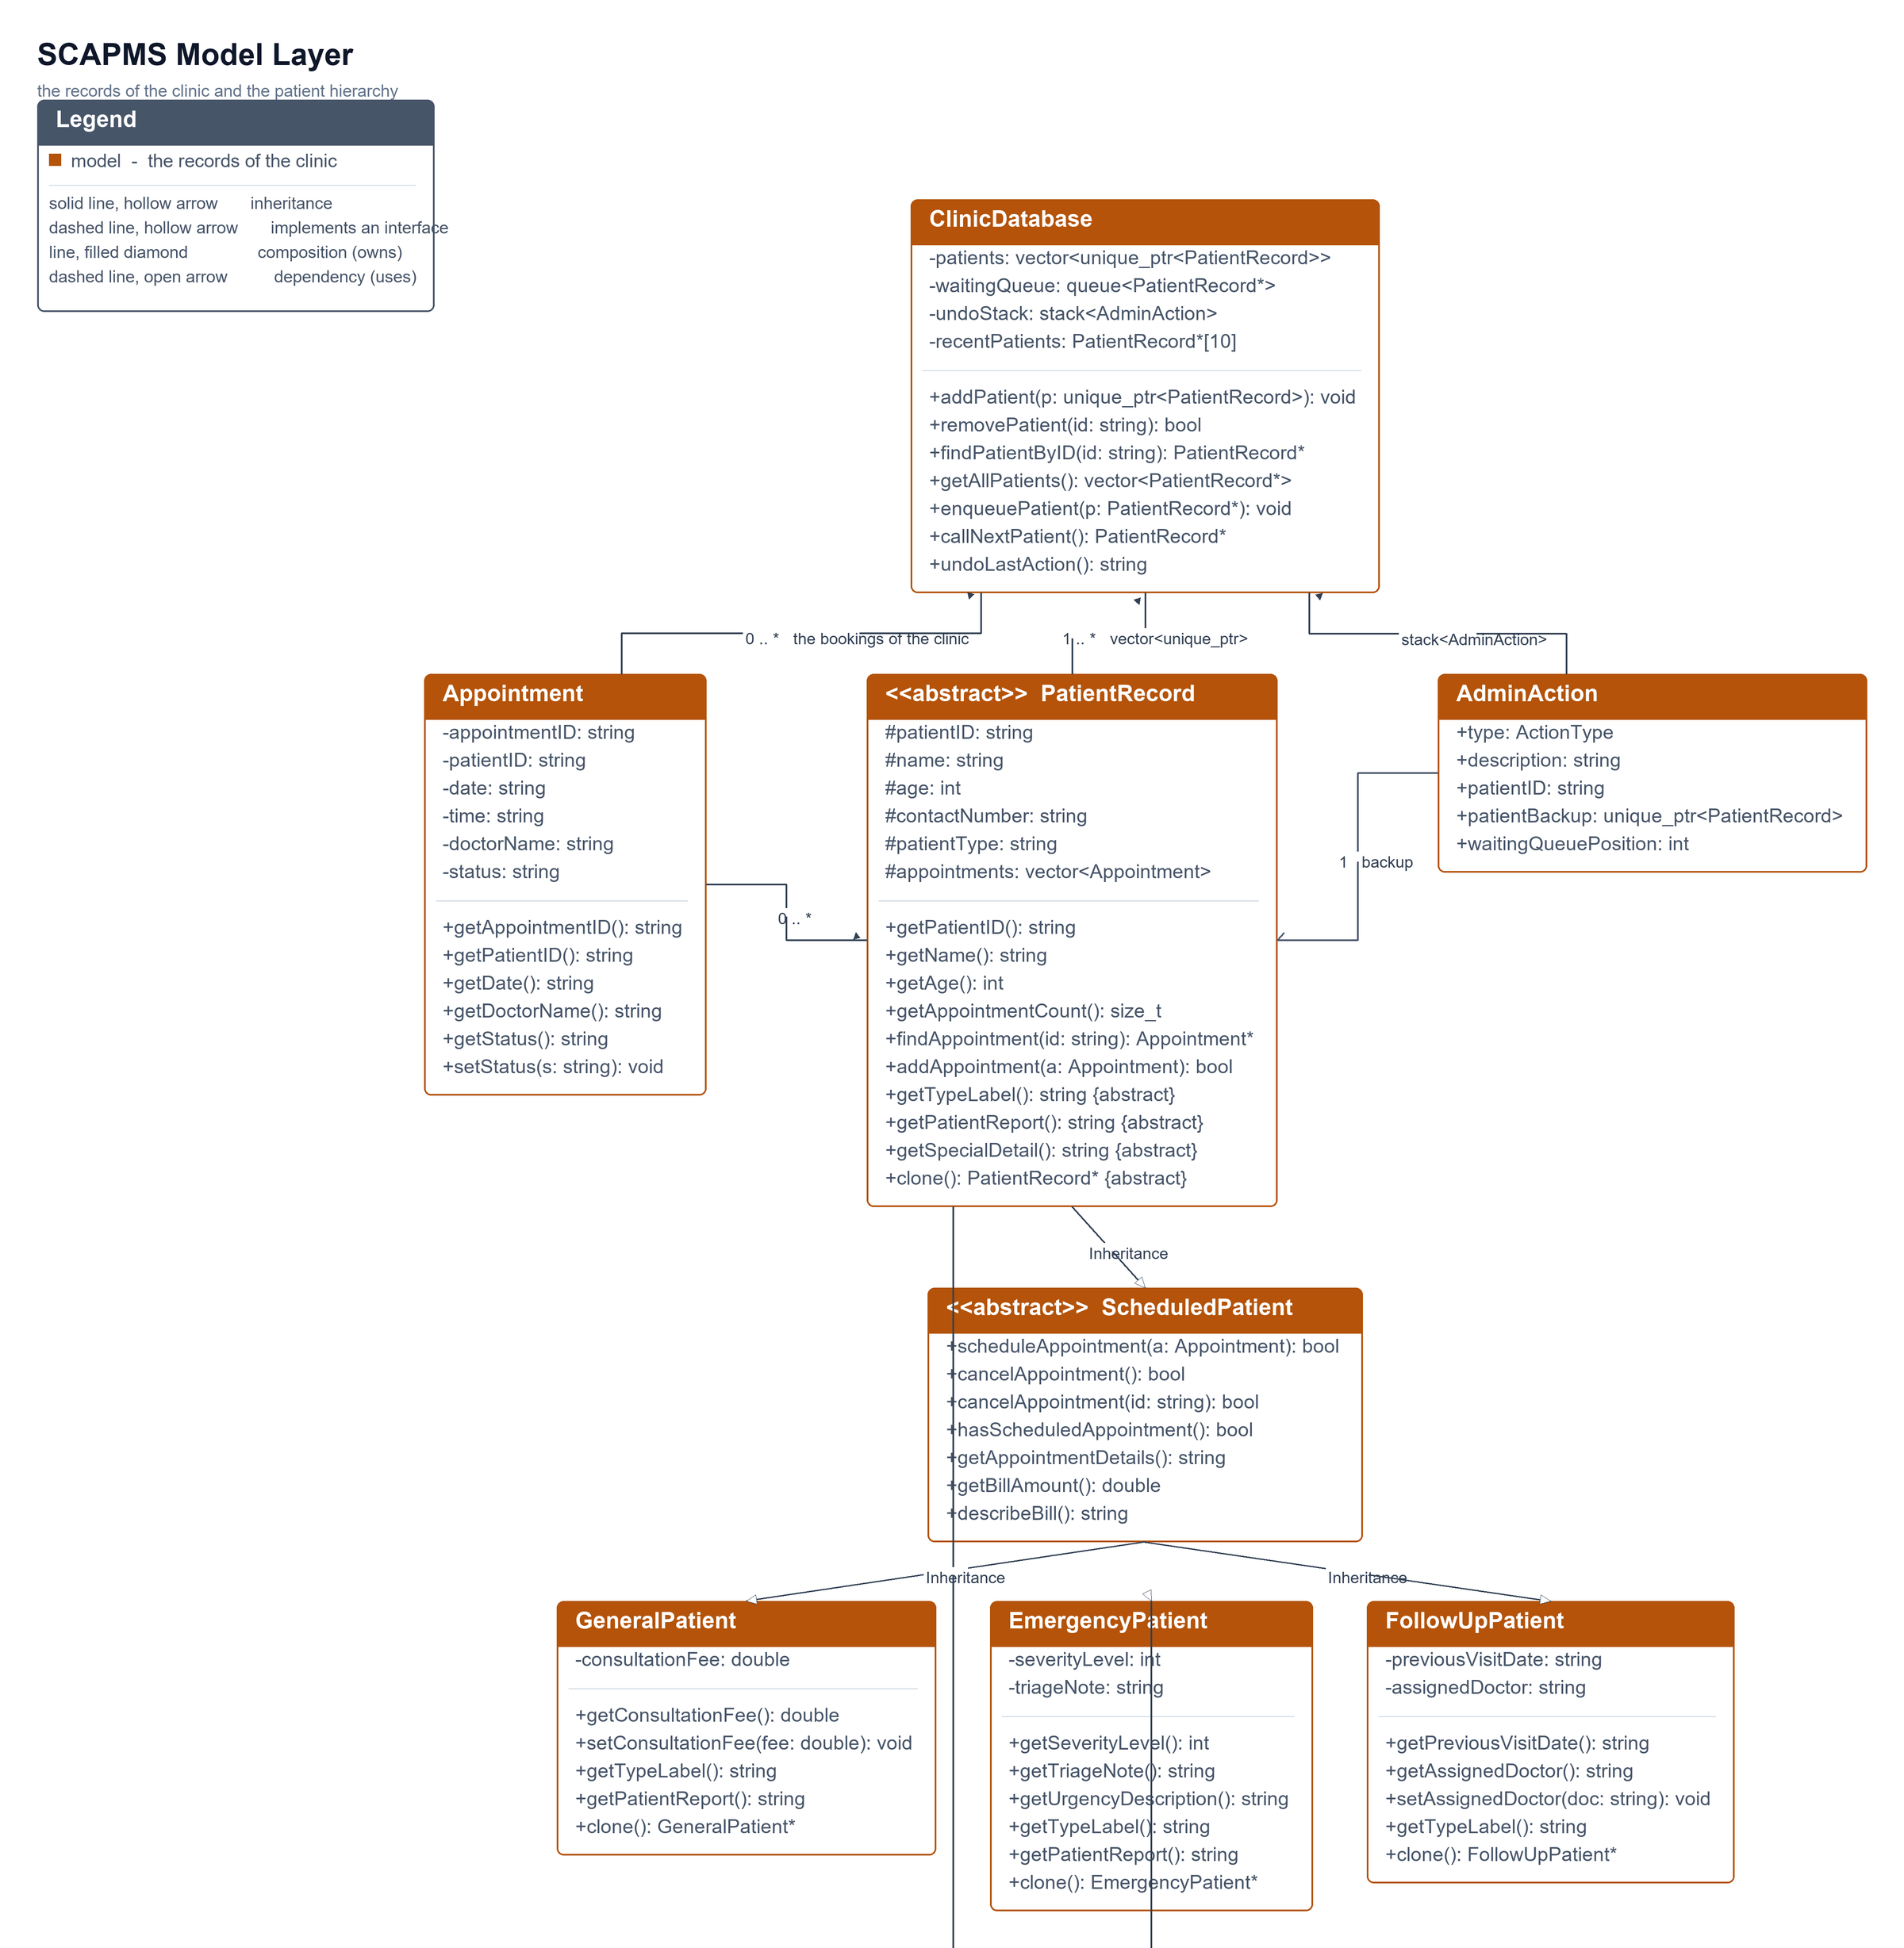 SCAPMS Model Layer
the records of the clinic and the patient hierarchy
Legend
model - the records of the clinic
solid line, hollow arrow inheritance
dashed line, hollow arrow implements an interface
line, filled diamond composition (owns)
dashed line, open arrow dependency (uses)
ClinicDatabase
-patients: vector<unique_ptr<PatientRecord>>
-waitingQueue: queue<PatientRecord*>
-undoStack: stack<AdminAction>
-recentPatients: PatientRecord*[10]
+addPatient(p: unique_ptr<PatientRecord>): void
+removePatient(id: string): bool
+findPatientByID(id: string): PatientRecord*
+getAllPatients(): vector<PatientRecord*>
+enqueuePatient(p: PatientRecord*): void
+callNextPatient(): PatientRecord*
+undoLastAction(): string
0 .. * the bookings of the clinic
1 .. * vector<unique_ptr>
stack<AdminAction>
Appointment
-appointmentID: string
-patientID: string
-date: string
-time: string
-doctorName: string
-status: string
+getAppointmentID(): string
+getPatientID(): string
+getDate(): string
+getDoctorName(): string
+getStatus(): string
+setStatus(s: string): void
0 .. *
<<abstract>> PatientRecord
#patientID: string
#name: string
#age: int
#contactNumber: string
#patientType: string
#appointments: vector<Appointment>
+getPatientID(): string
+getName(): string
+getAge(): int
+getAppointmentCount(): size_t
+findAppointment(id: string): Appointment*
+addAppointment(a: Appointment): bool
+getTypeLabel(): string {abstract}
+getPatientReport(): string {abstract}
+getSpecialDetail(): string {abstract}
+clone(): PatientRecord* {abstract}
1 backup
AdminAction
+type: ActionType
+description: string
+patientID: string
+patientBackup: unique_ptr<PatientRecord>
+waitingQueuePosition: int
Inheritance
<<abstract>> ScheduledPatient
+scheduleAppointment(a: Appointment): bool
+cancelAppointment(): bool
+cancelAppointment(id: string): bool
+hasScheduledAppointment(): bool
+getAppointmentDetails(): string
+getBillAmount(): double
+describeBill(): string
Inheritance
Inheritance
GeneralPatient
-consultationFee: double
+getConsultationFee(): double
+setConsultationFee(fee: double): void
+getTypeLabel(): string
+getPatientReport(): string
+clone(): GeneralPatient*
EmergencyPatient
-severityLevel: int
-triageNote: string
+getSeverityLevel(): int
+getTriageNote(): string
+getUrgencyDescription(): string
+getTypeLabel(): string
+getPatientReport(): string
+clone(): EmergencyPatient*
FollowUpPatient
-previousVisitDate: string
-assignedDoctor: string
+getPreviousVisitDate(): string
+getAssignedDoctor(): string
+setAssignedDoctor(doc: string): void
+getTypeLabel(): string
+clone(): FollowUpPatient*